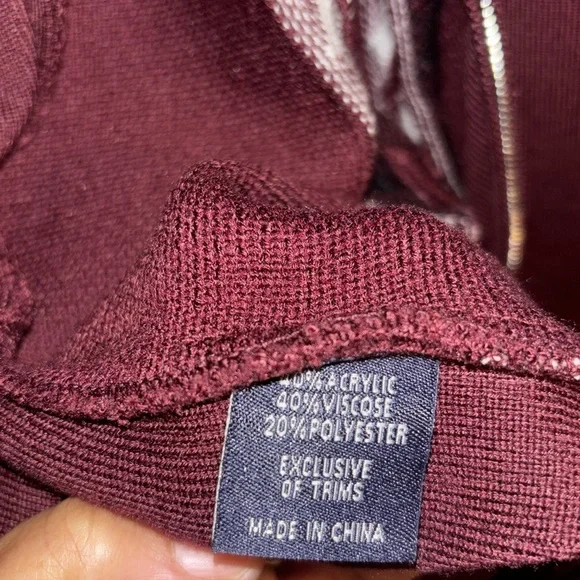 40% ACRYLIC
40% VISCOSE
20% POLYESTER
EXCLUSIVE
OF TRIMS
MADE IN CHINA